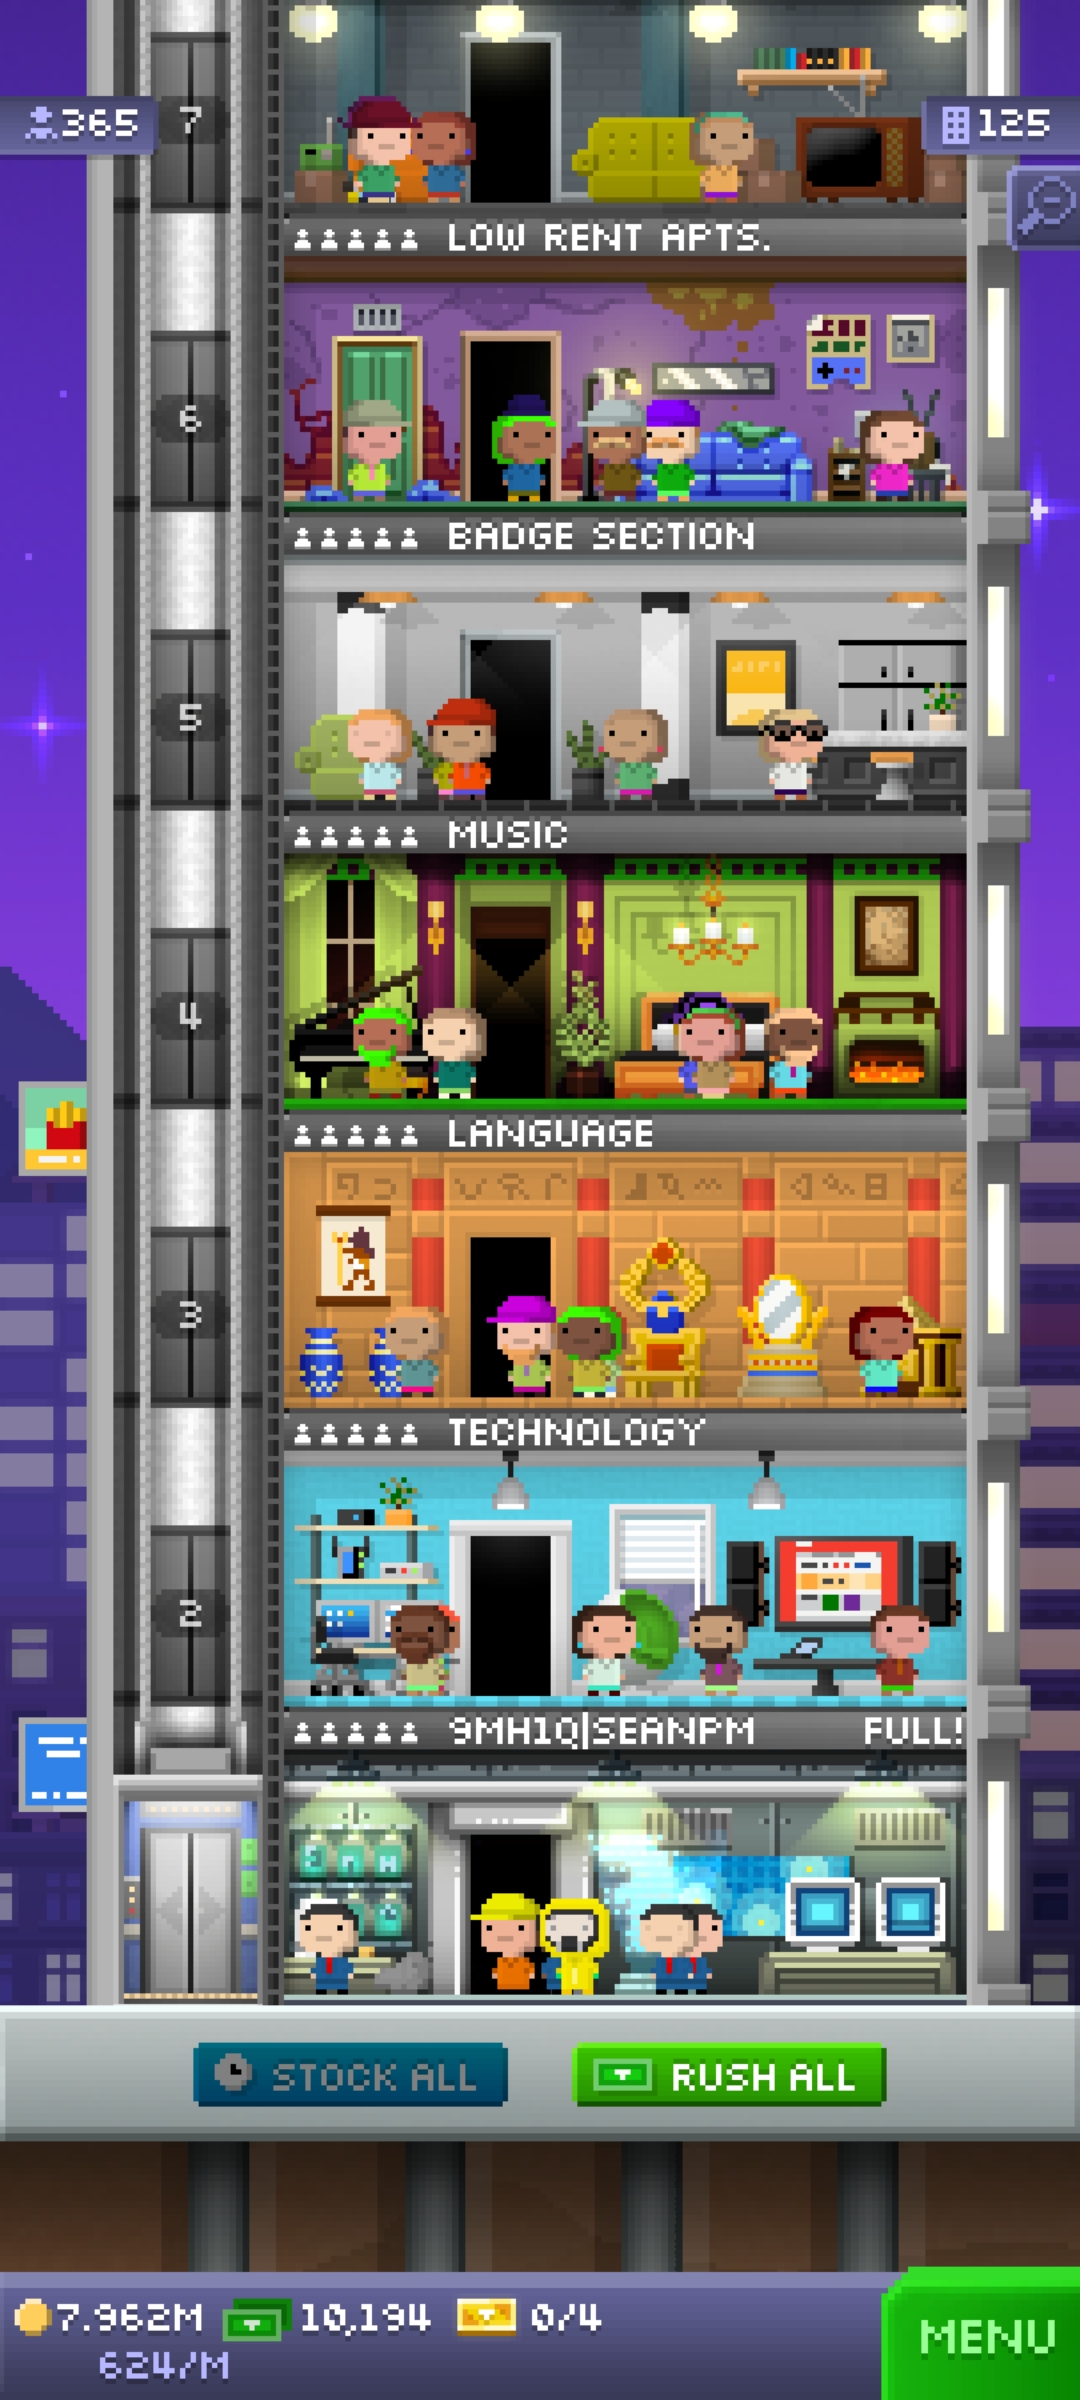 365
7
125
LOW RENT APTS.
6
BADGE SECTION
5
MUSIC
4
LANGUAGE
3
TECHNOLOGY
2
9MH1Q|SEANPM FULL!
STOCK ALL
RUSH ALL
7.962M
10,194
0/4
624/M
MENU